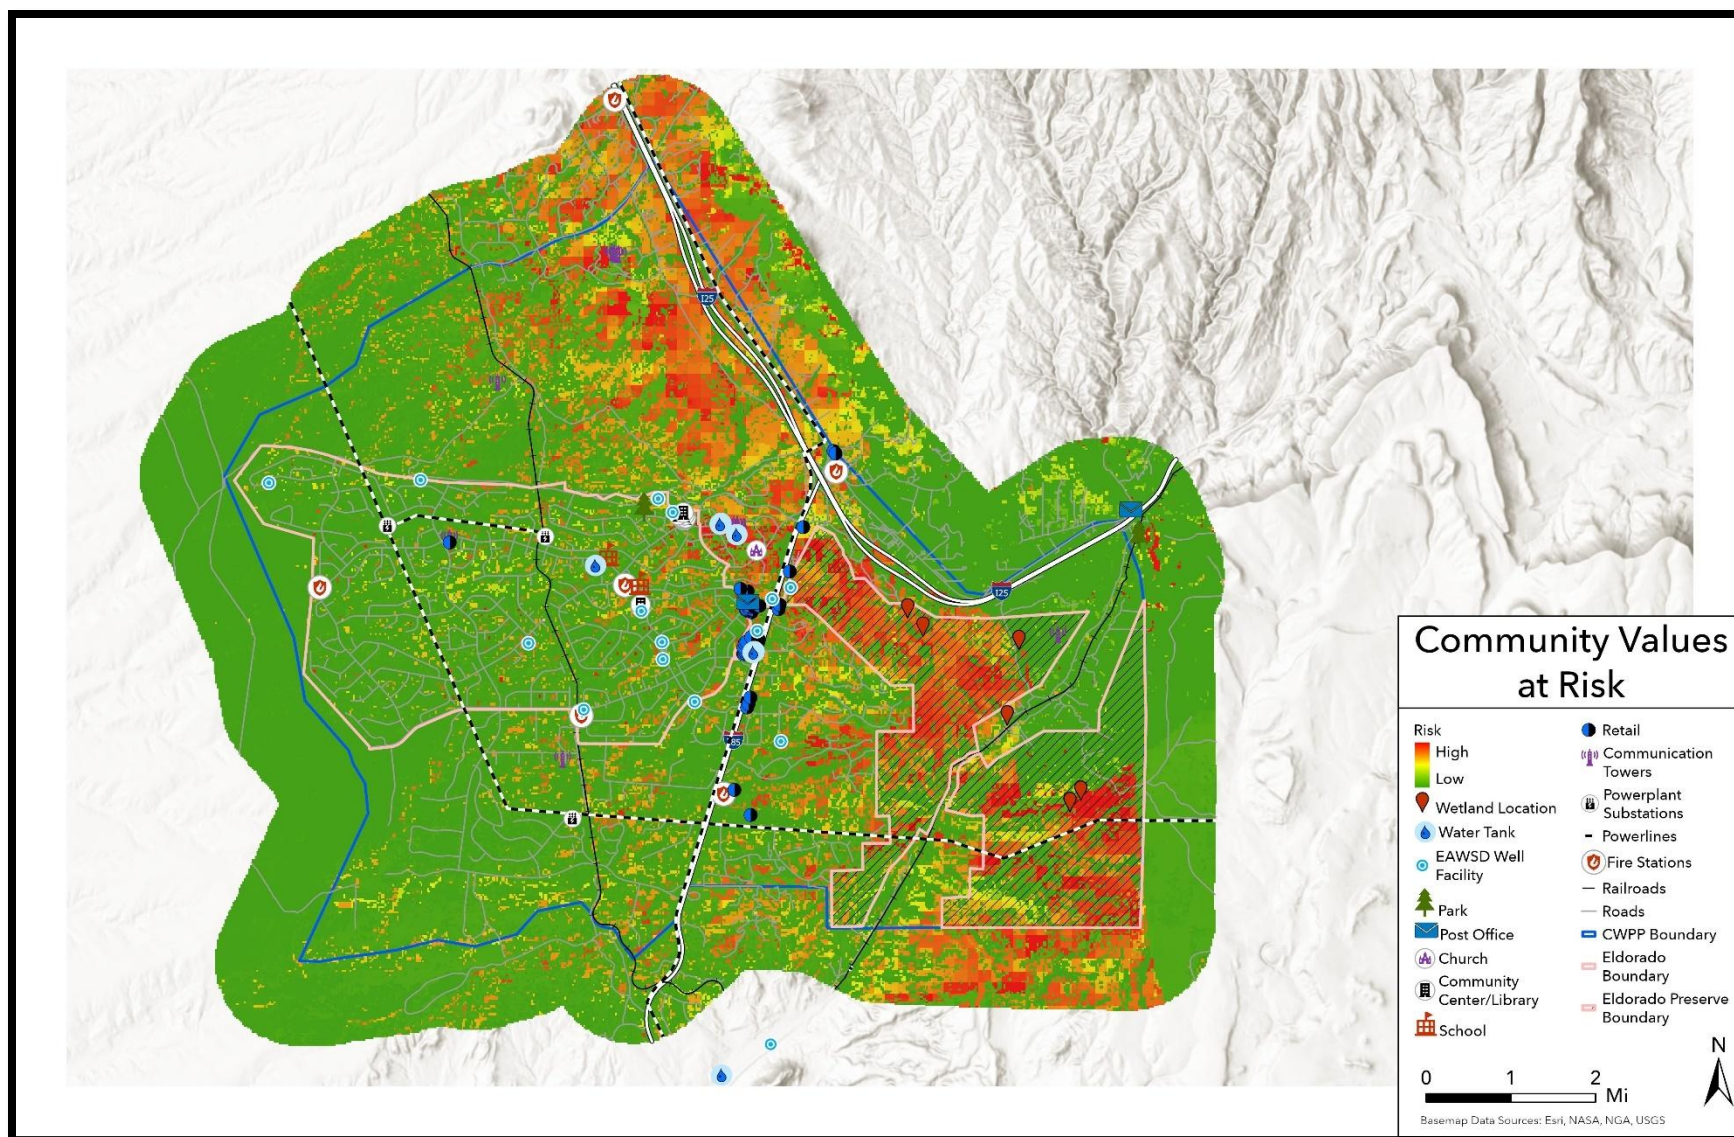 I25
I25
Community Values
at Risk
Risk
High
Low
Wetland Location
Water Tank
EAWSD Well
Facility
Park
Post Office
Church
Community
Center/Library
School
Retail
Communication
Towers
Powerplant
Substations
Powerlines
Fire Stations
Railroads
Roads
CWPP Boundary
Eldorado
Boundary
Eldorado Preserve
Boundary
N
0 1 2 Mi
Basemap Data Sources: Esri, NASA, NGA, USGS